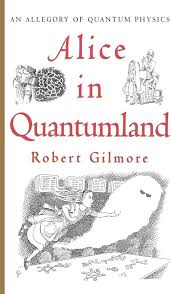 AN ALLEGORY OF QUANTUM PHYSICS
Alice
in
Quantumland
Robert Gilmore